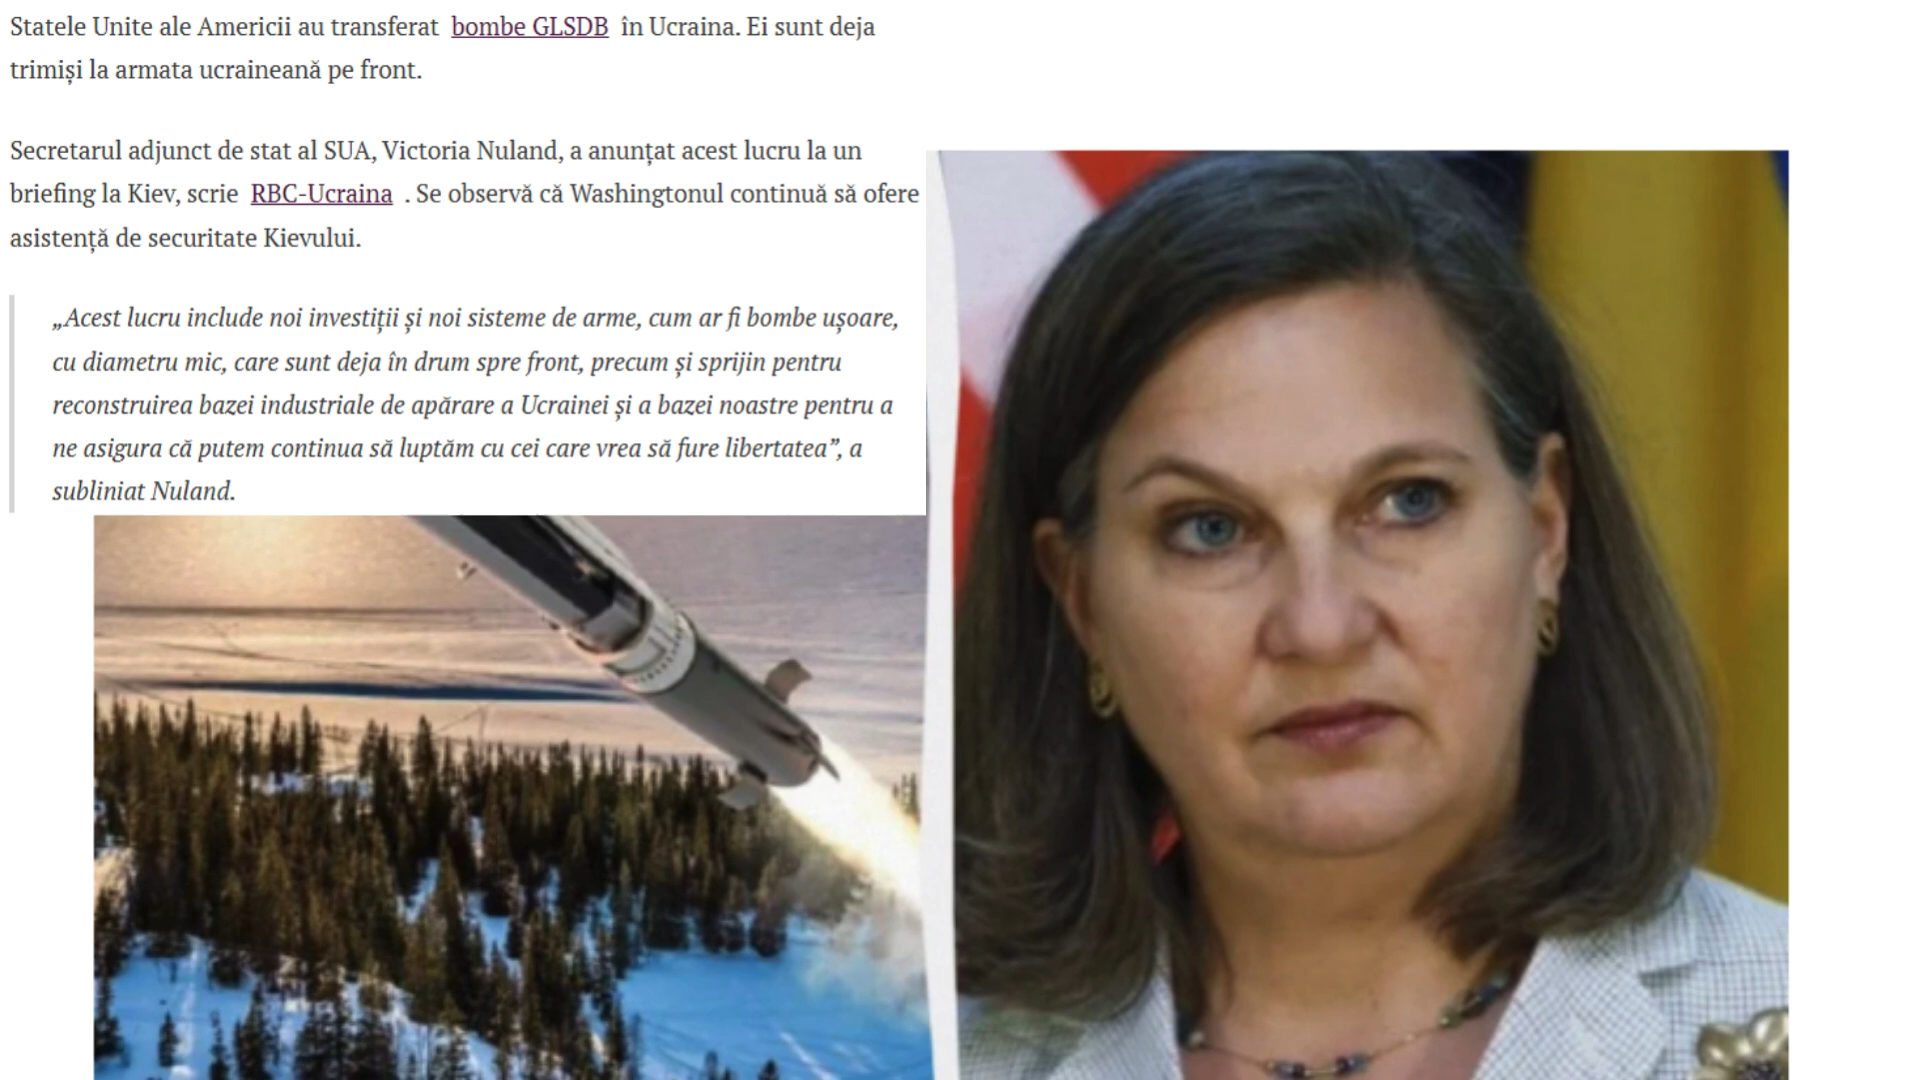 Statele Unite ale Americii au transferat bombe GLSDB în Ucraina. Ei sunt deja
trimiși la armata ucraineană pe front.
Secretarul adjunct de stat al SUA, Victoria Nuland, a anunțat acest lucru la un
briefing la Kiev, scrie RBC-Ucraina . Se observă că Washingtonul continuă să ofere
asistență de securitate Kievului.
„Acest lucru include noi investiții și noi sisteme de arme, cum ar fi bombe ușoare,
cu diametru mic, care sunt deja în drum spre front, precum și sprijin pentru
reconstruirea bazei industriale de apărare a Ucrainei și a bazei noastre pentru a
ne asigura că putem continua să luptăm cu cei care vrea să fure libertatea”, a
subliniat Nuland.